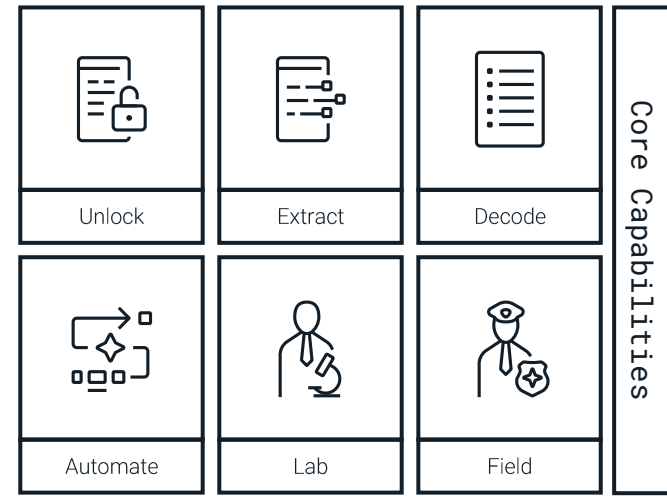 Unlock
Extract
Decode
Automate
Lab
Field
Core Capabilities